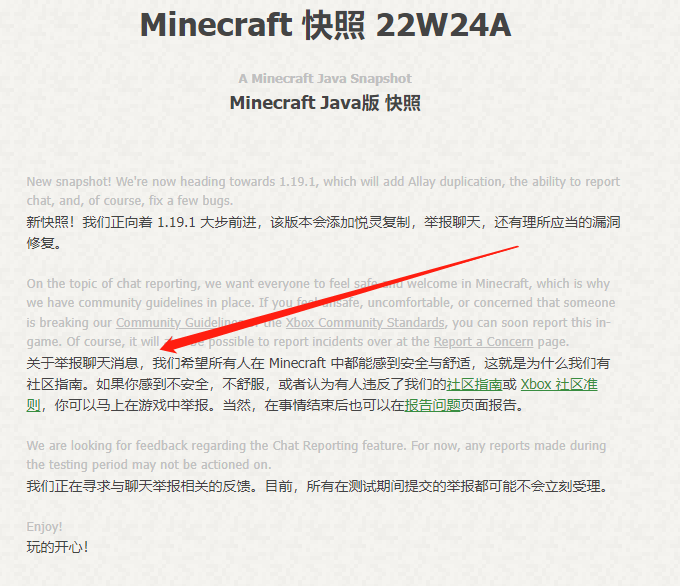 Minecraft 快照 22W24A
A Minecraft Java Snapshot
Minecraft Java版 快照
New snapshot! We're now heading towards 1.19.1, which will add Allay duplication, the ability to report
chat, and, of course, fix a few bugs.
新快照！我们正向着 1.19.1 大步前进，该版本会添加悦灵复制，举报聊天，还有理所应当的漏洞
修复。
On the topic of chat reporting, we want everyone to feel safe and welcome in Minecraft, which is why
we have community guidelines in place. If you feel unsafe, uncomfortable, or concerned that someone
is breaking our Community Guidelines or the Xbox Community Standards, you can soon report this in-
game. Of course, it will be possible to report incidents over at the Report a Concern page.
关于举报聊天消息，我们希望所有人在 Minecraft 中都能感到安全与舒适，这就是为什么我们有
社区指南。如果你感到不安全，不舒服，或者认为有人违反了我们的社区指南或 Xbox 社区准
则，你可以马上在游戏中举报。当然，在事情结束后也可以在报告问题页面报告。
We are looking for feedback regarding the Chat Reporting feature. For now, any reports made during
the testing period may not be actioned on.
我们正在寻求与聊天举报相关的反馈。目前，所有在测试期间提交的举报都可能不会立刻受理。
Enjoy!
玩的开心！